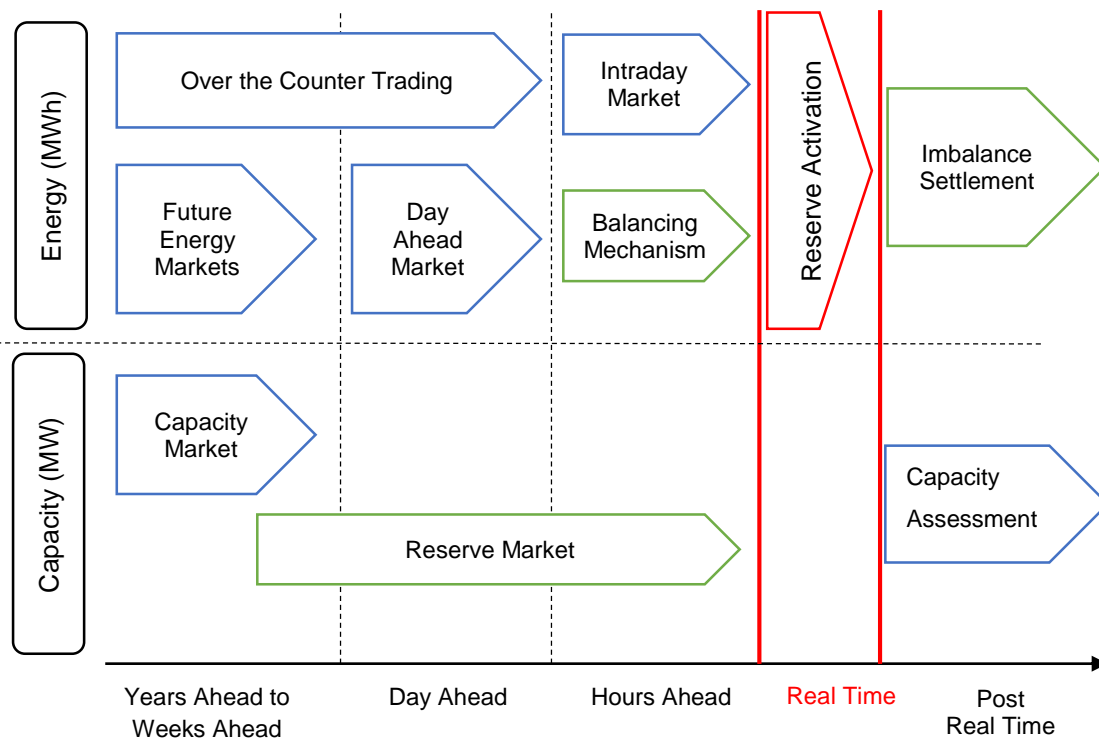 Energy (MWh)
Over the Counter Trading
Intraday
Market
Reserve Activation
Imbalance
Settlement
Future
Energy
Markets
Day
Ahead
Market
Balancing
Mechanism
Capacity (MW)
Capacity
Market
Capacity
Assessment
Reserve Market
Years Ahead to
Weeks Ahead
Day Ahead
Hours Ahead
Real Time
Post
Real Time